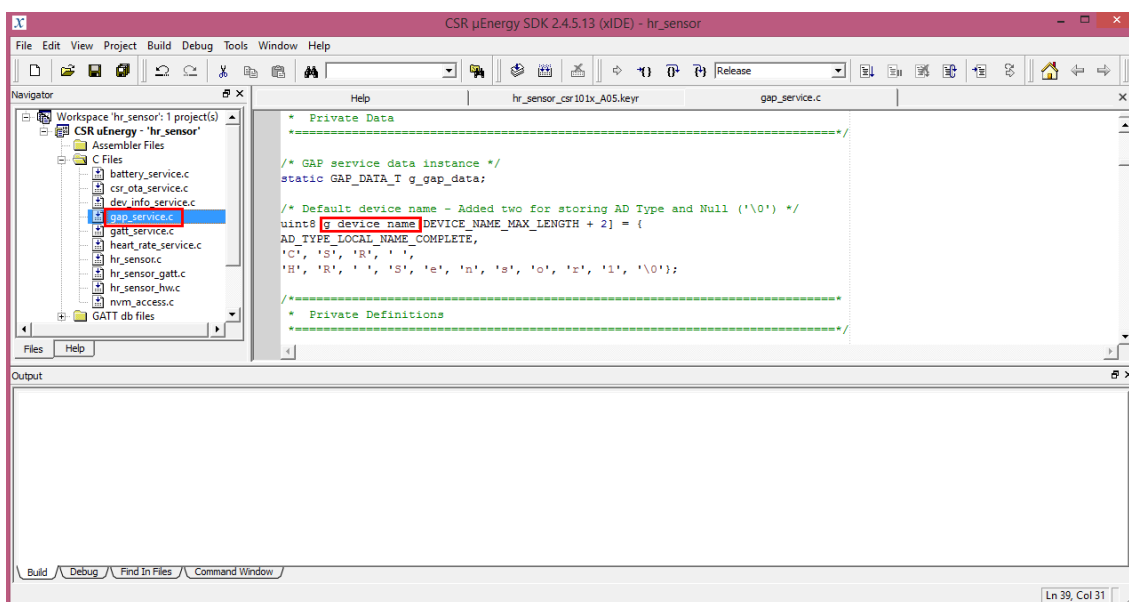 CSR µEnergy SDK 2.4.5.13 (xIDE) - hr_sensor
File Edit View Project Build Debug Tools Window Help
Release
Navigator
Help hr_sensor_csr101x_A05.keyr gap_service.c
Workspace 'hr_sensor': 1 project(s)
CSR uEnergy - 'hr_sensor'
Assembler Files
C Files
battery_service.c
csr_ota_service.c
dev_info_service.c
gap_service.c
gatt_service.c
heart_rate_service.c
hr_sensor.c
hr_sensor_gatt.c
hr_sensor_hw.c
nvm_access.c
GATT db files
Files Help
* Private Data
*============================================================================*/
/* GAP service data instance */
static GAP_DATA_T g_gap_data;
/* Default device name - Added two for storing AD Type and Null ('\0') */
uint8 g_device_name DEVICE_NAME_MAX_LENGTH + 2] = {
AD_TYPE_LOCAL_NAME_COMPLETE,
'C', 'S', 'R', ' ',
'H', 'R', ' ', 'S', 'e', 'n', 's', 'o', 'r', '1', '\0'};
/*============================================================================*
* Private Definitions
*============================================================================*/
Output
Build Debug Find In Files Command Window
Ln 39, Col 31